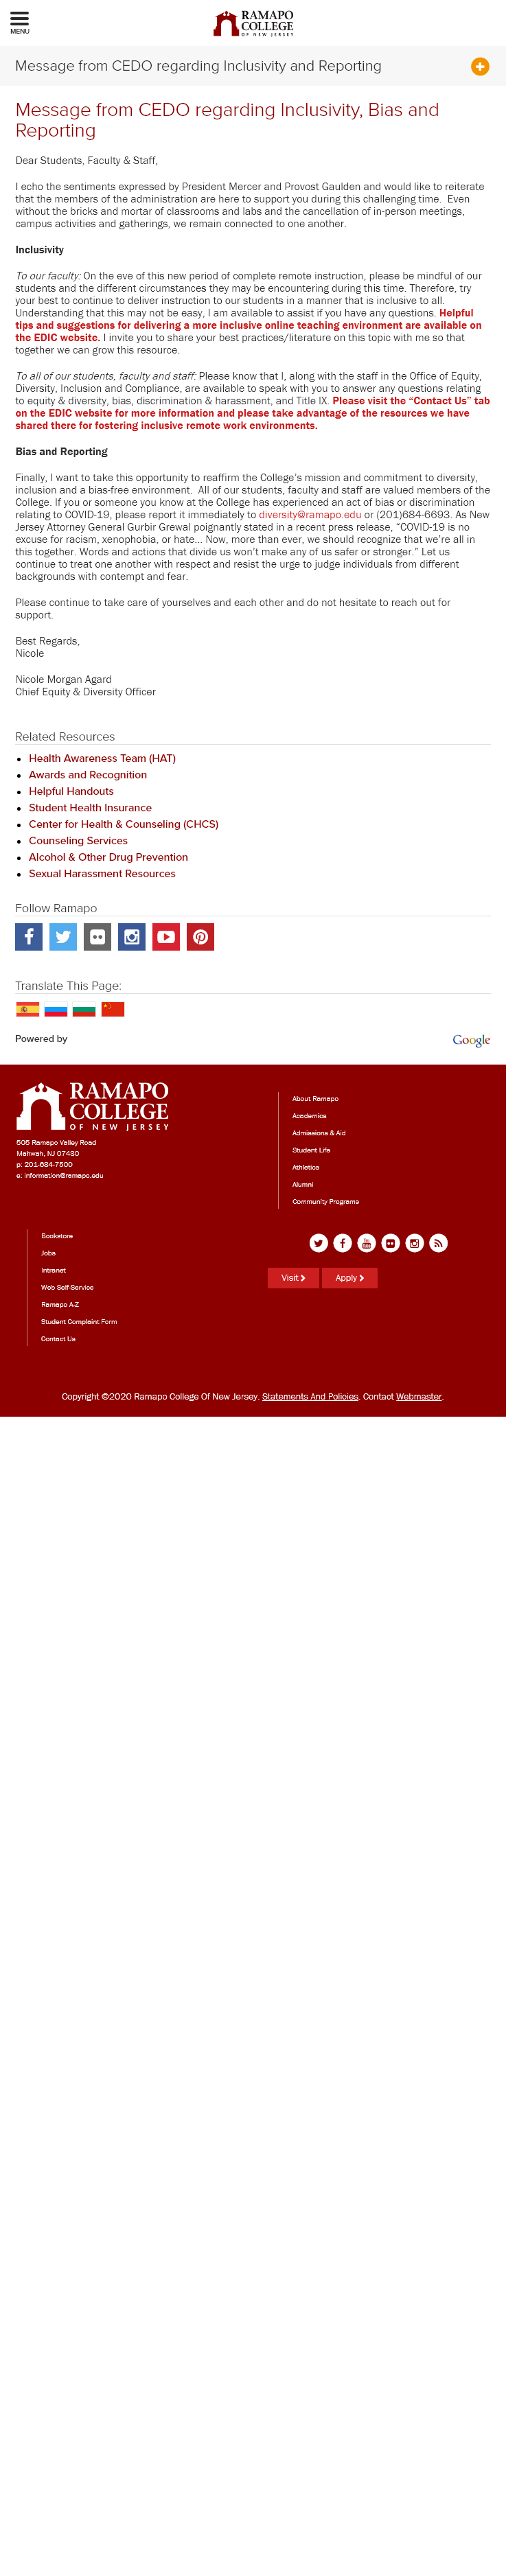 MENU
RAMAPO
COLLEGE
OF NEW JERSEY
Message from CEDO regarding Inclusivity and Reporting
Message from CEDO regarding Inclusivity, Bias and
Reporting
Dear Students, Faculty & Staff,
I echo the sentiments expressed by President Mercer and Provost Gaulden and would like to reiterate
that the members of the administration are here to support you during this challenging time.  Even
without the bricks and mortar of classrooms and labs and the cancellation of in-person meetings,
campus activities and gatherings, we remain connected to one another.
Inclusivity
To our faculty: On the eve of this new period of complete remote instruction, please be mindful of our
students and the different circumstances they may be encountering during this time. Therefore, try
your best to continue to deliver instruction to our students in a manner that is inclusive to all.
Understanding that this may not be easy, I am available to assist if you have any questions. Helpful
tips and suggestions for delivering a more inclusive online teaching environment are available on
the EDIC website. I invite you to share your best practices/literature on this topic with me so that
together we can grow this resource.
To all of our students, faculty and staff: Please know that I, along with the staff in the Office of Equity,
Diversity, Inclusion and Compliance, are available to speak with you to answer any questions relating
to equity & diversity, bias, discrimination & harassment, and Title IX. Please visit the “Contact Us” tab
on the EDIC website for more information and please take advantage of the resources we have
shared there for fostering inclusive remote work environments.
Bias and Reporting
Finally, I want to take this opportunity to reaffirm the College’s mission and commitment to diversity,
inclusion and a bias-free environment.  All of our students, faculty and staff are valued members of the
College. If you or someone you know at the College has experienced an act of bias or discrimination
relating to COVID-19, please report it immediately to diversity@ramapo.edu or (201)684-6693. As New
Jersey Attorney General Gurbir Grewal poignantly stated in a recent press release, “COVID-19 is no
excuse for racism, xenophobia, or hate... Now, more than ever, we should recognize that we’re all in
this together. Words and actions that divide us won’t make any of us safer or stronger.” Let us
continue to treat one another with respect and resist the urge to judge individuals from different
backgrounds with contempt and fear.
Please continue to take care of yourselves and each other and do not hesitate to reach out for
support.
Best Regards,
Nicole
Nicole Morgan Agard
Chief Equity & Diversity Officer
Related Resources
Health Awareness Team (HAT)
Awards and Recognition
Helpful Handouts
Student Health Insurance
Center for Health & Counseling (CHCS)
Counseling Services
Alcohol & Other Drug Prevention
Sexual Harassment Resources
Follow Ramapo
Translate This Page:
Powered by
Google
RAMAPO
COLLEGE
OF NEW JERSEY
505 Ramapo Valley Road
Mahwah, NJ 07430
p: 201-684-7500
e: information@ramapo.edu
About Ramapo
Academics
Admissions & Aid
Student Life
Athletics
Alumni
Community Programs
Bookstore
Jobs
Intranet
Web Self-Service
Ramapo A-Z
Student Complaint Form
Contact Us
You
Tube
Visit
Apply
Copyright ©2020 Ramapo College Of New Jersey. Statements And Policies. Contact Webmaster.